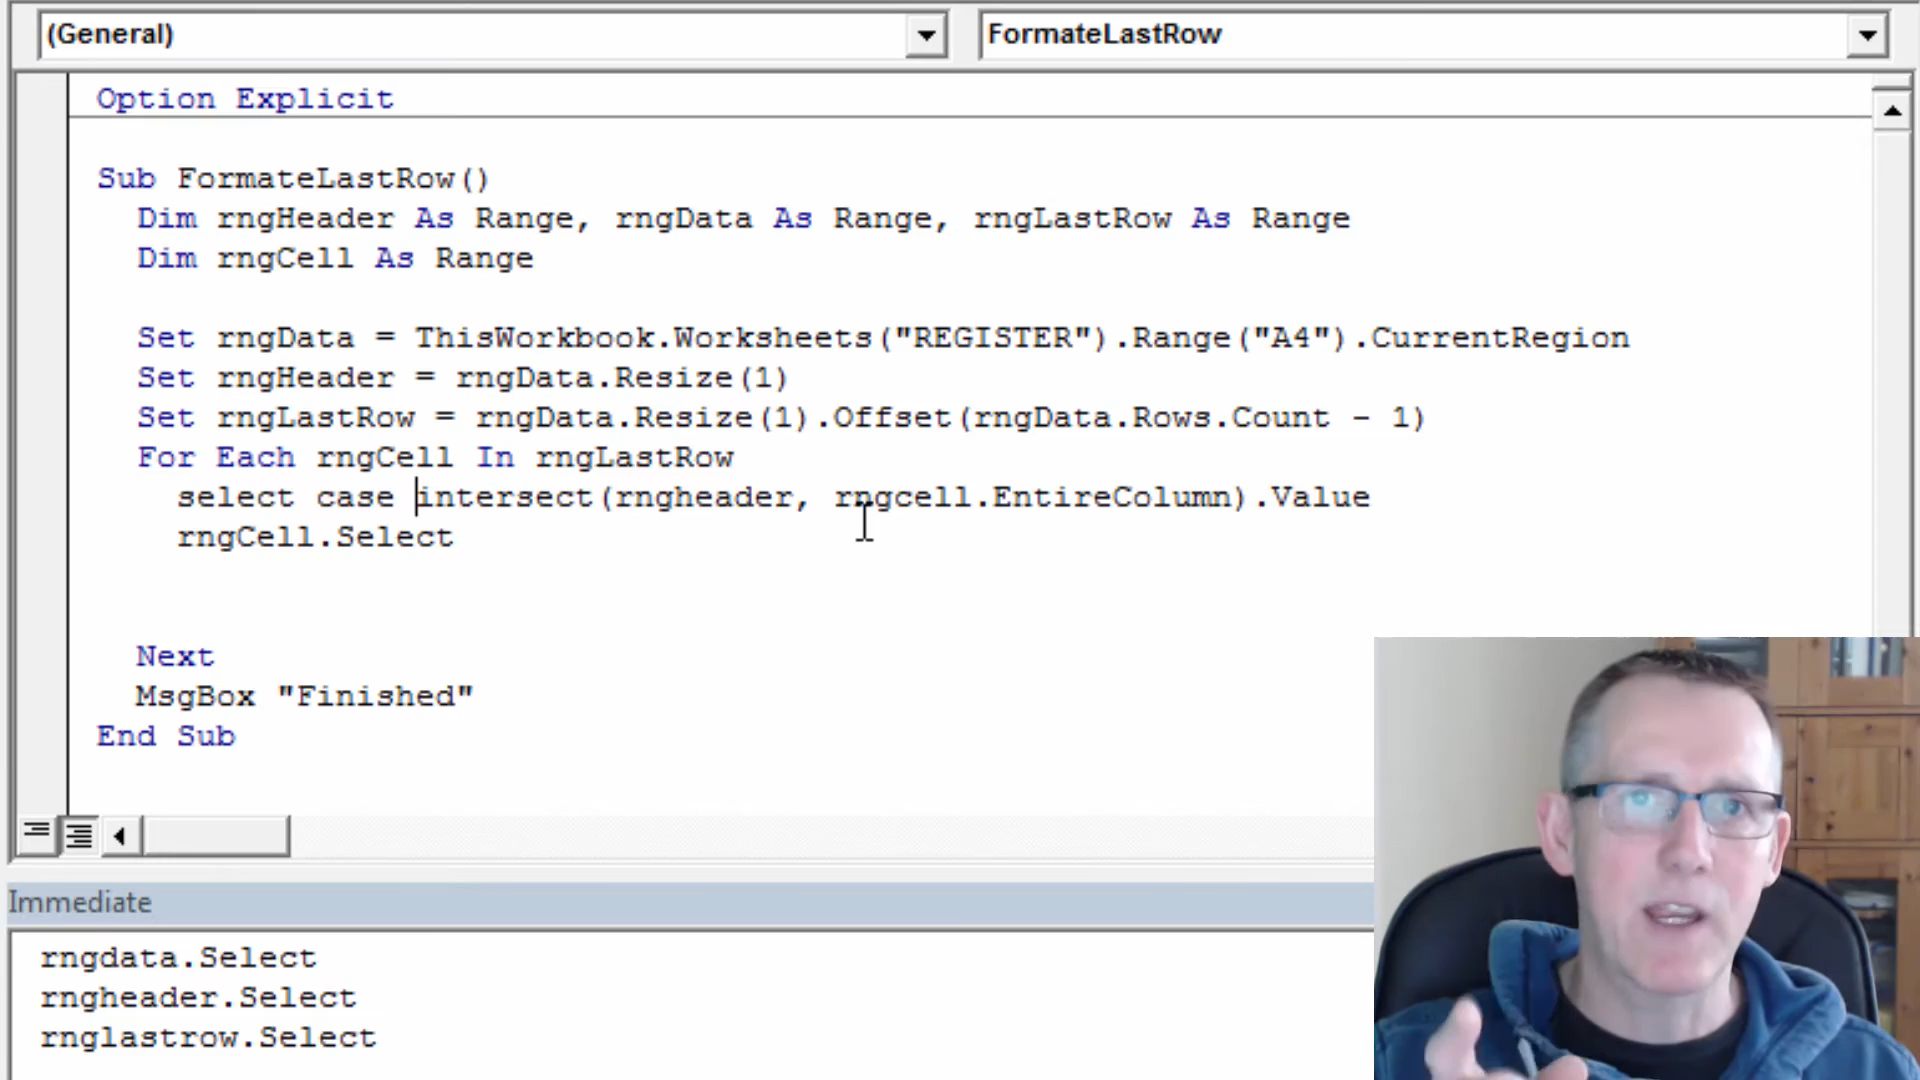 (General) FormateLastRow
Option Explicit
Sub FormateLastRow()
Dim rngHeader As Range, rngData As Range, rngLastRow As Range
Dim rngCell As Range
Set rngData = ThisWorkbook.Worksheets("REGISTER").Range("A4").CurrentRegion
Set rngHeader = rngData.Resize(1)
Set rngLastRow = rngData.Resize(1).Offset(rngData.Rows.Count - 1)
For Each rngCell In rngLastRow
select case intersect(rngheader, rngcell.EntireColumn).Value
rngCell.Select
Next
MsgBox "Finished"
End Sub
Immediate
rngdata.Select
rngheader.Select
rnglastrow.Select